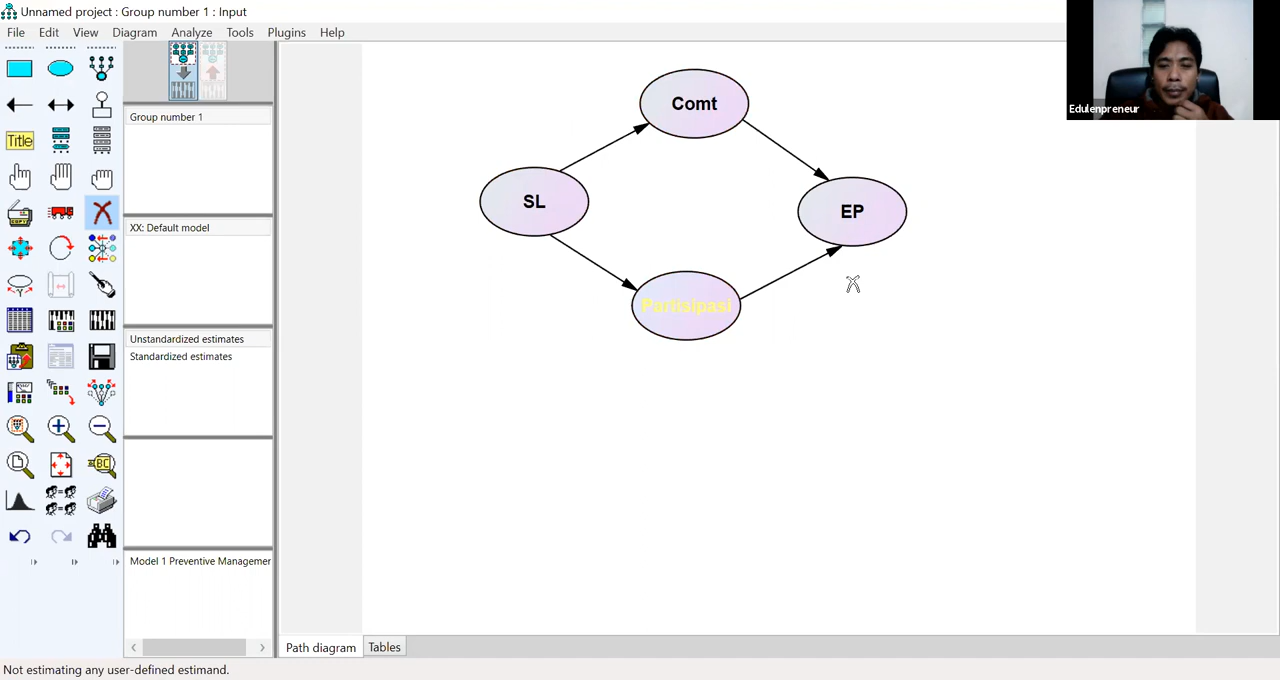 Unnamed project : Group number 1 : Input
File Edit View Diagram Analyze Tools Plugins Help
Edulenpreneur
Title
Group number 1
XX: Default model
Unstandardized estimates
Standardized estimates
Model 1 Preventive Managemer
Comt
SL
EP
Partisipasi
COPY
γ
ABC
Path diagram Tables
Not estimating any user-defined estimand.